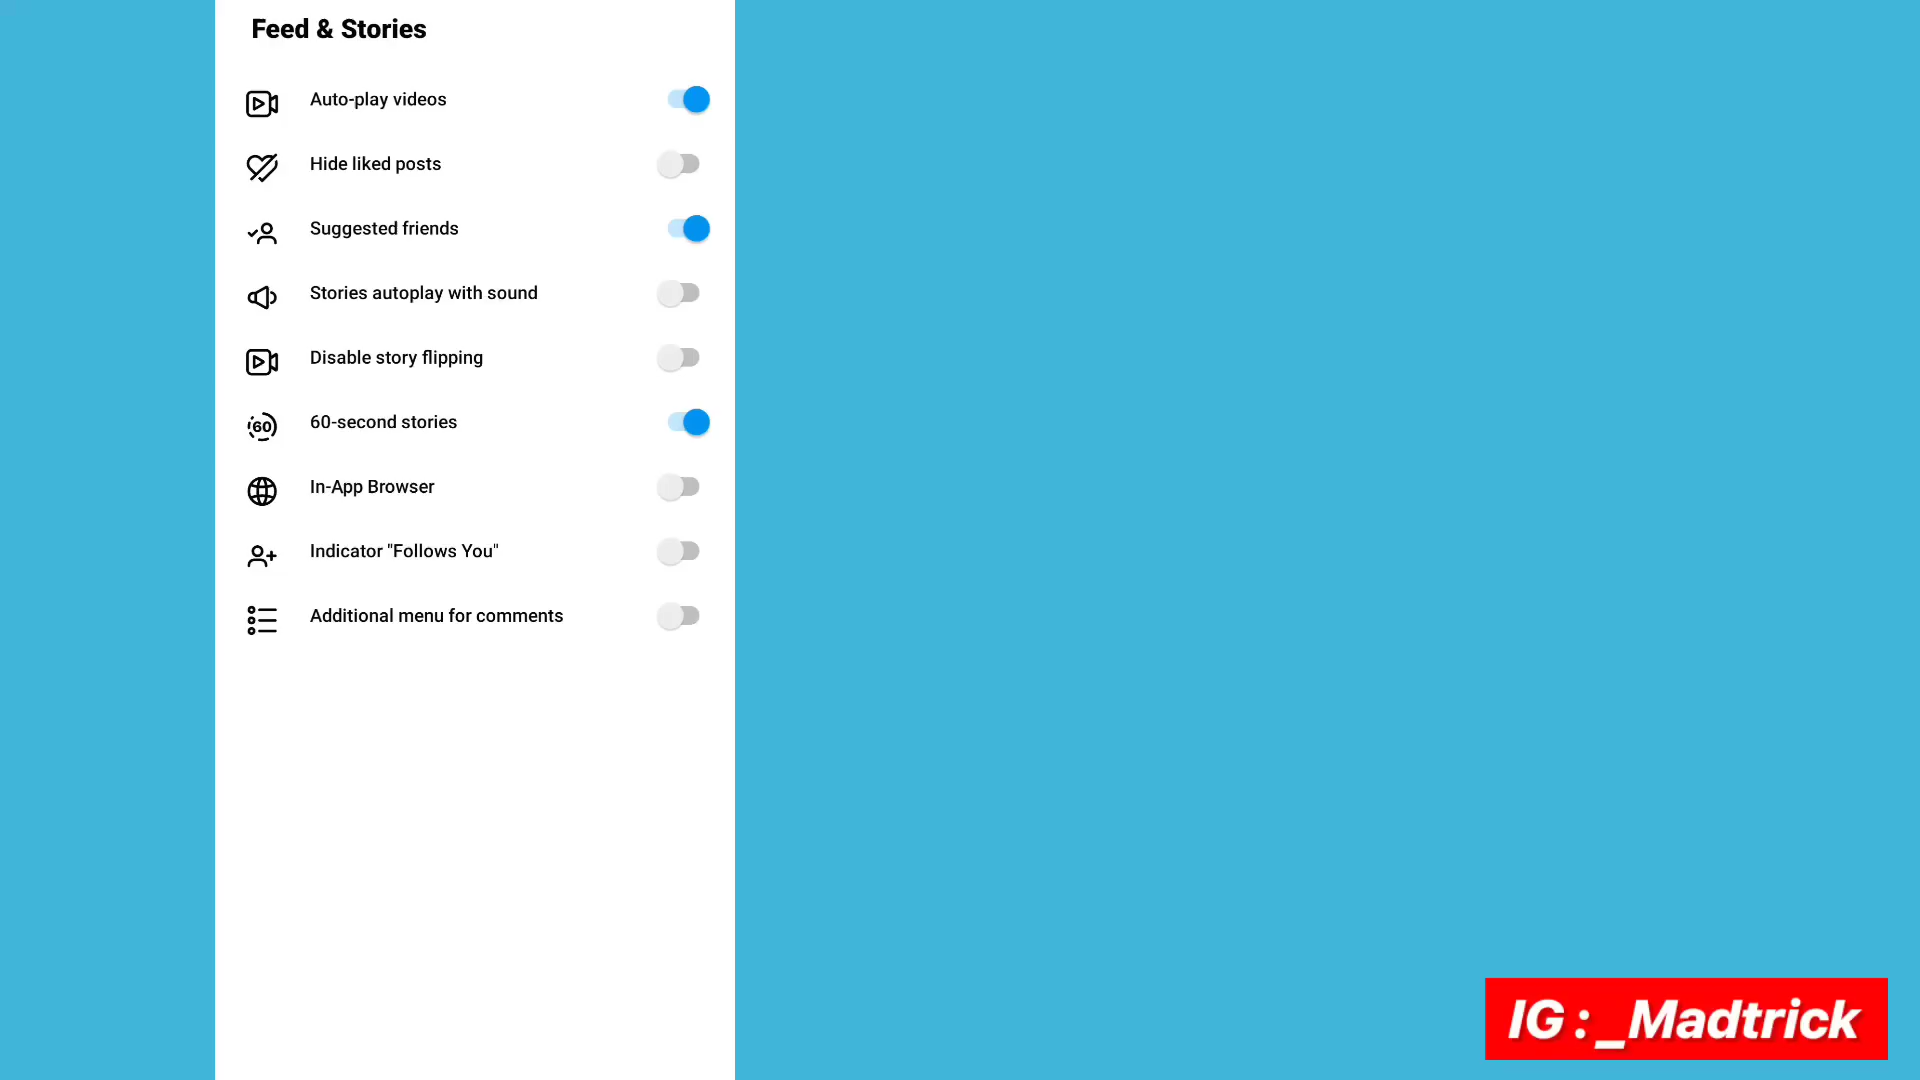 Feed & Stories
Auto-play videos
Hide liked posts
Suggested friends
Stories autoplay with sound
Disable story flipping
60
60-second stories
In-App Browser
Indicator "Follows You"
Additional menu for comments
IG : _Madtrick